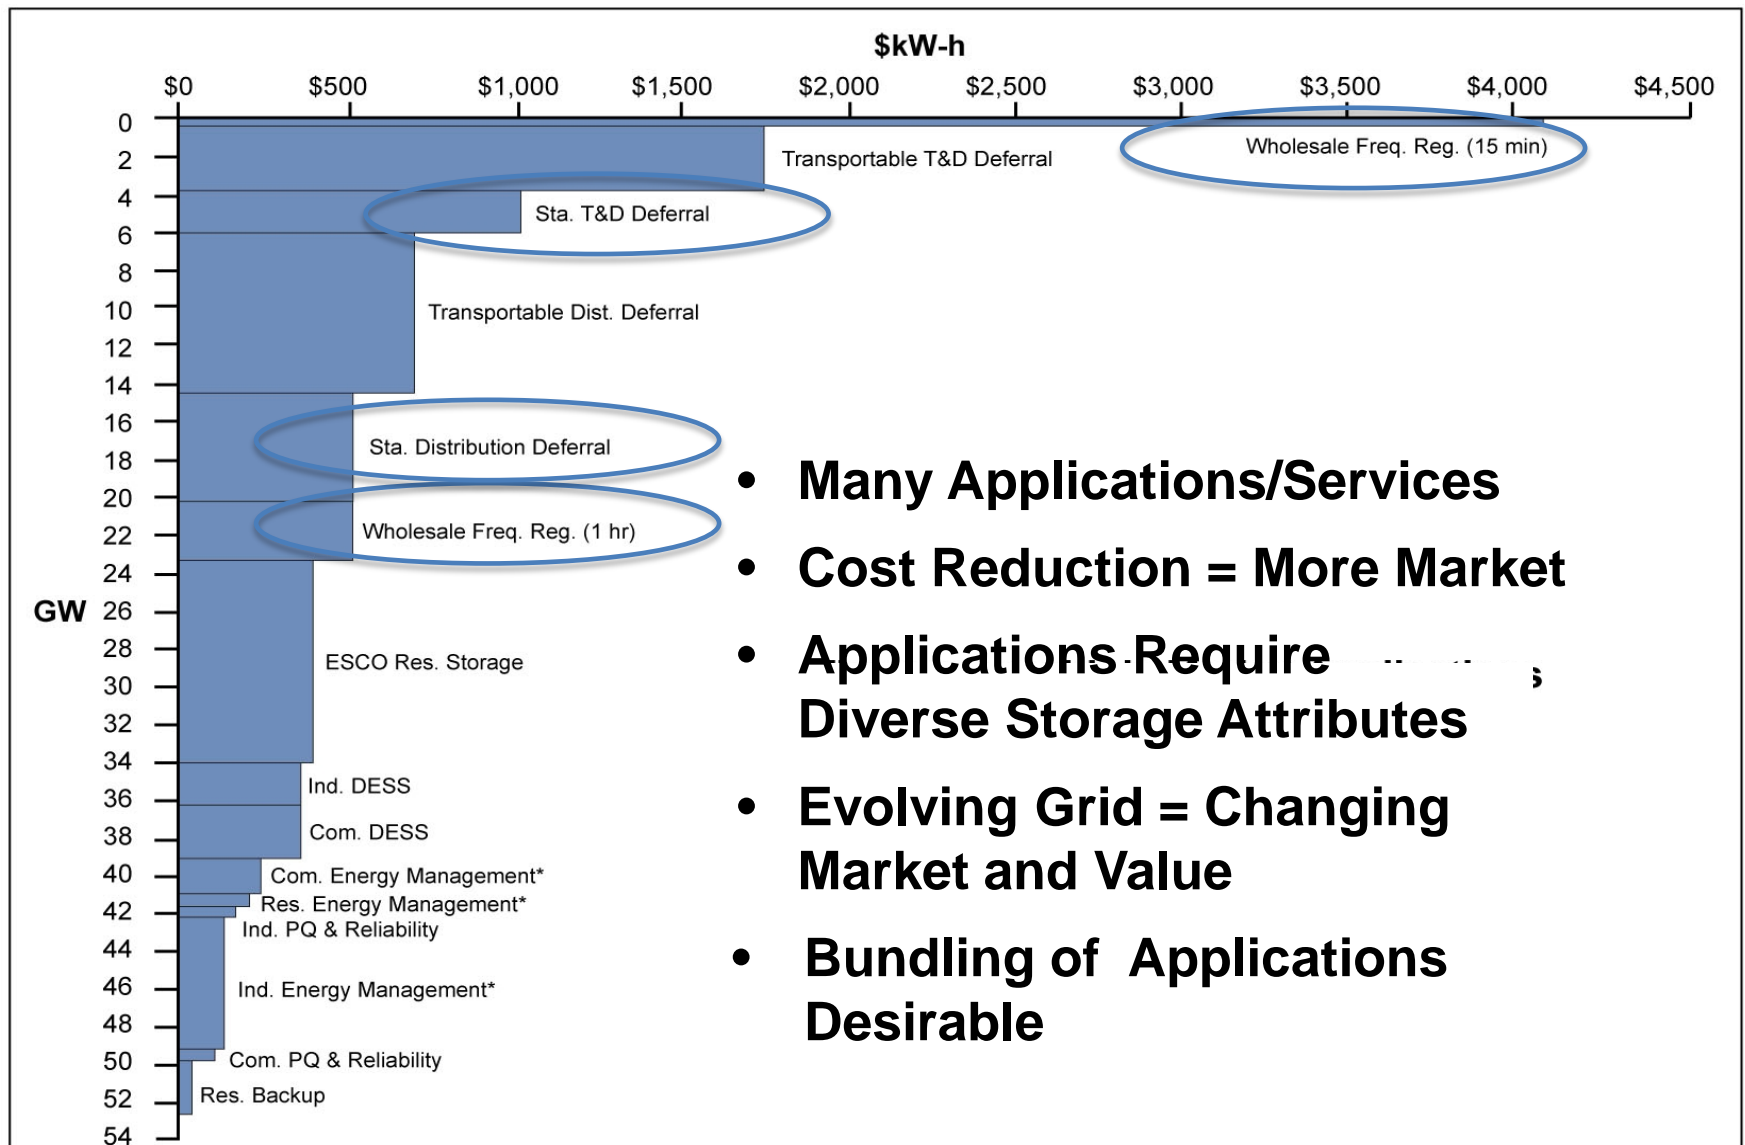 $kW-h
$0 $500 $1,000 $1,500 $2,000 $2,500 $3,000 $3,500 $4,000 $4,500
0
Wholesale Freq. Reg. (15 min)
2
Transportable T&D Deferral
4
Sta. T&D Deferral
6
8
10
Transportable Dist. Deferral
12
14
16
Sta. Distribution Deferral
18
20
22
Wholesale Freq. Reg. (1 hr)
24
GW
26
28
ESCO Res. Storage
30
32
34
Ind. DESS
36
38
Com. DESS
40
Com. Energy Management*
Res. Energy Management*
42
Ind. PQ & Reliability
44
46
Ind. Energy Management*
48
50
Com. PQ & Reliability
52
Res. Backup
54
• Many Applications/Services
• Cost Reduction = More Market
• Applications Require
Diverse Storage Attributes
• Evolving Grid = Changing
Market and Value
• Bundling of Applications
Desirable